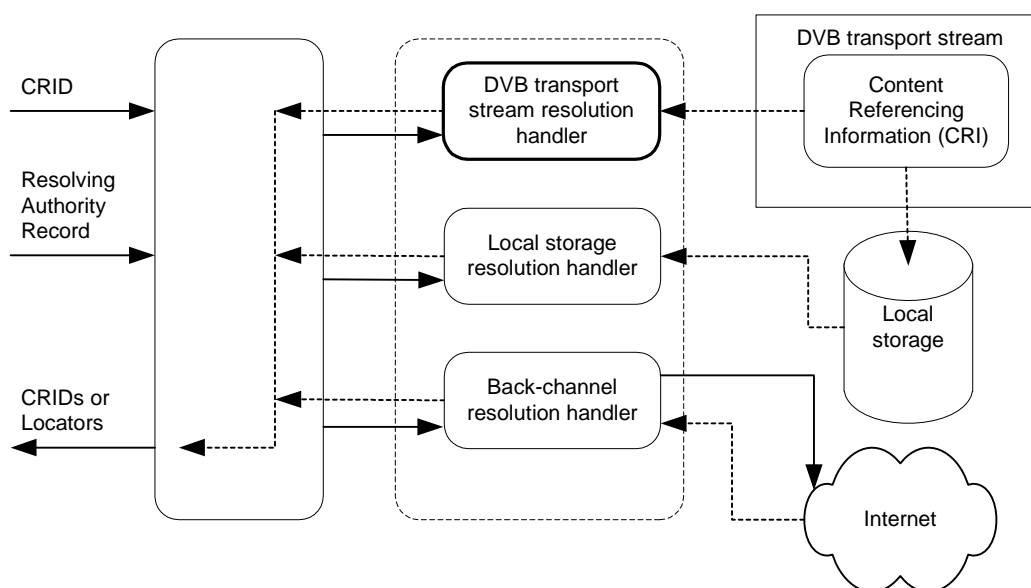 CRID
Resolving
Authority
Record
CRIDs or
Locators
DVB transport
stream resolution
handler
Local storage
resolution handler
Back-channel
resolution handler
DVB transport stream
Content
Referencing
Information (CRI)
Local
storage
Internet